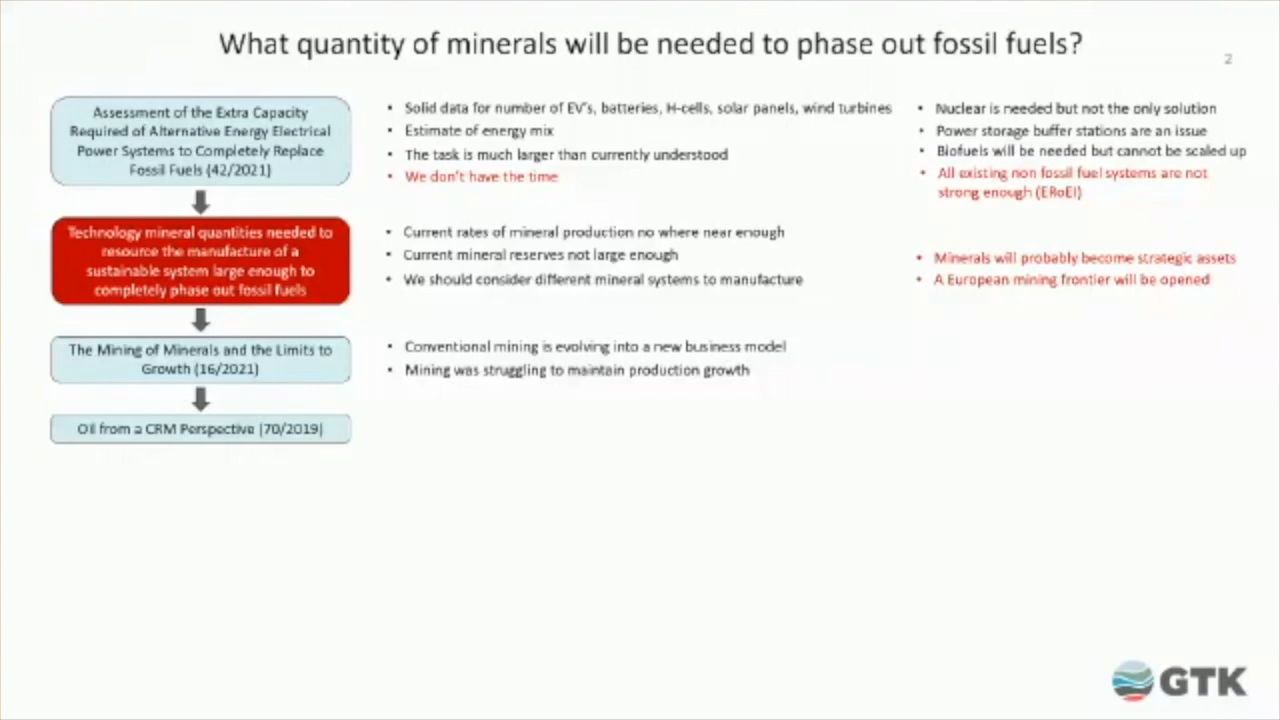 What quantity of minerals will be needed to phase out fossil fuels?
2
Assessment of the Extra Capacity
Required of Alternative Energy Electrical
Power Systems to Completely Replace
Fossil Fuels (42/2021)
• Solid data for number of EV's, batteries, H-cells, solar panels, wind turbines
• Estimate of energy mix
• The task is much larger than currently understood
• We don't have the time
• Nuclear is needed but not the only solution
• Power storage buffer stations are an issue
• Biofuels will be needed but cannot be scaled up
• All existing non fossil fuel systems are not
strong enough (ERoEI)
Technology mineral quantities needed to
resource the manufacture of a
sustainable system large enough to
completely phase out fossil fuels
• Current rates of mineral production no where near enough
• Current mineral reserves not large enough
• We should consider different mineral systems to manufacture
• Minerals will probably become strategic assets
• A European mining frontier will be opened
The Mining of Minerals and the Limits to
Growth (16/2021)
• Conventional mining is evolving into a new business model
• Mining was struggling to maintain production growth
Oil from a CRM Perspective (70/2019)
GTK